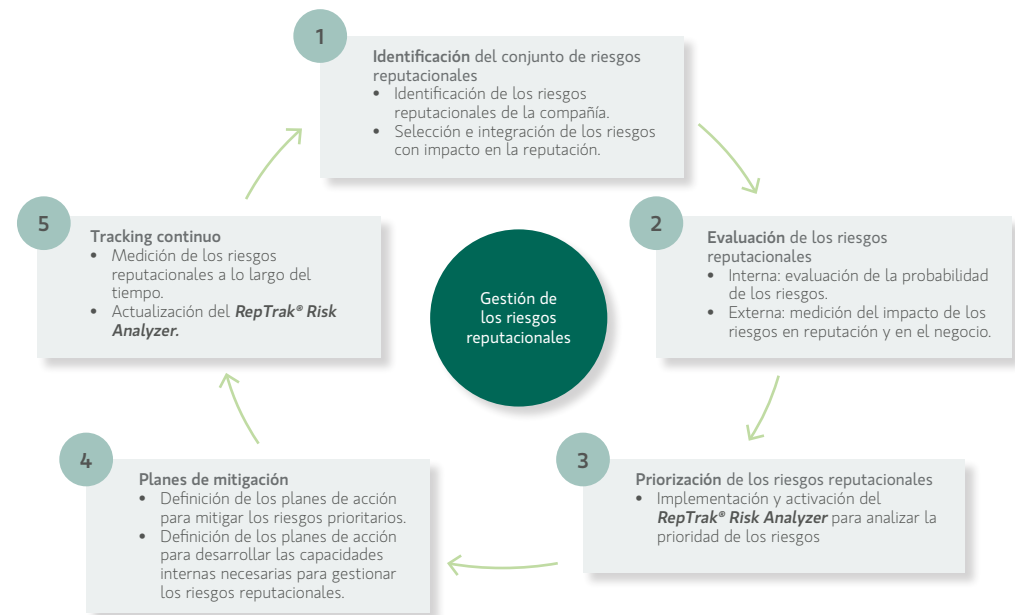 1
Identificación del conjunto de riesgos
reputacionales
• Identificación de los riesgos
reputacionales de la compañía.
• Selección e integración de los riesgos
con impacto en la reputación.
2
Evaluación de los riesgos
reputacionales
• Interna: evaluación de la probabilidad
de los riesgos.
• Externa: medición del impacto de los
riesgos en reputación y en el negocio.
3
Priorización de los riesgos reputacionales
• Implementación y activación del
RepTrak® Risk Analyzer para analizar la
prioridad de los riesgos
4
Planes de mitigación
• Definición de los planes de acción
para mitigar los riesgos prioritarios.
• Definición de los planes de acción
para desarrollar las capacidades
internas necesarias para gestionar
los riesgos reputacionales.
5
Tracking continuo
• Medición de los riesgos
reputacionales a lo largo del
tiempo.
• Actualización del RepTrak® Risk
Analyzer.
Gestión de
los riesgos
reputacionales